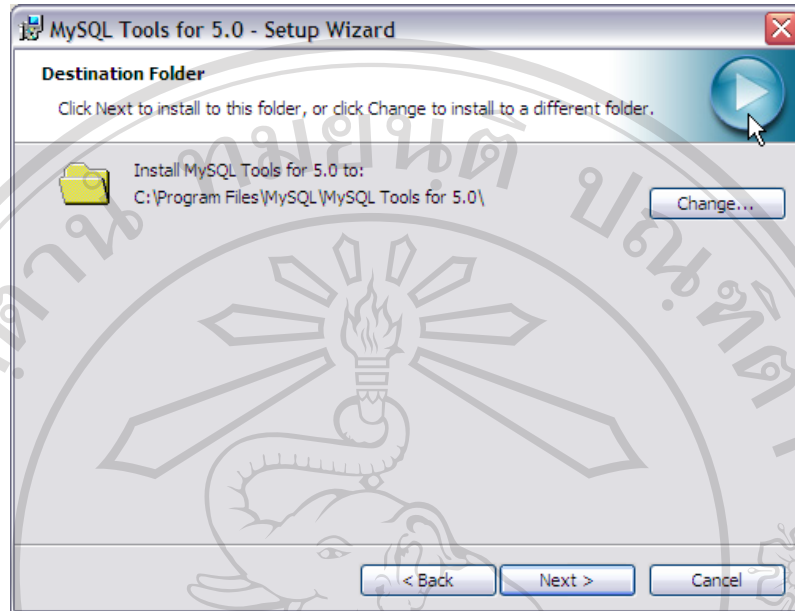 MySQL Tools for 5.0 - Setup Wizard
Destination Folder
Click Next to install to this folder, or click Change to install to a different folder.
Install MySQL Tools for 5.0 to:
C:\Program Files\MySQL\MySQL Tools for 5.0\
Change...
< Back
Next >
Cancel